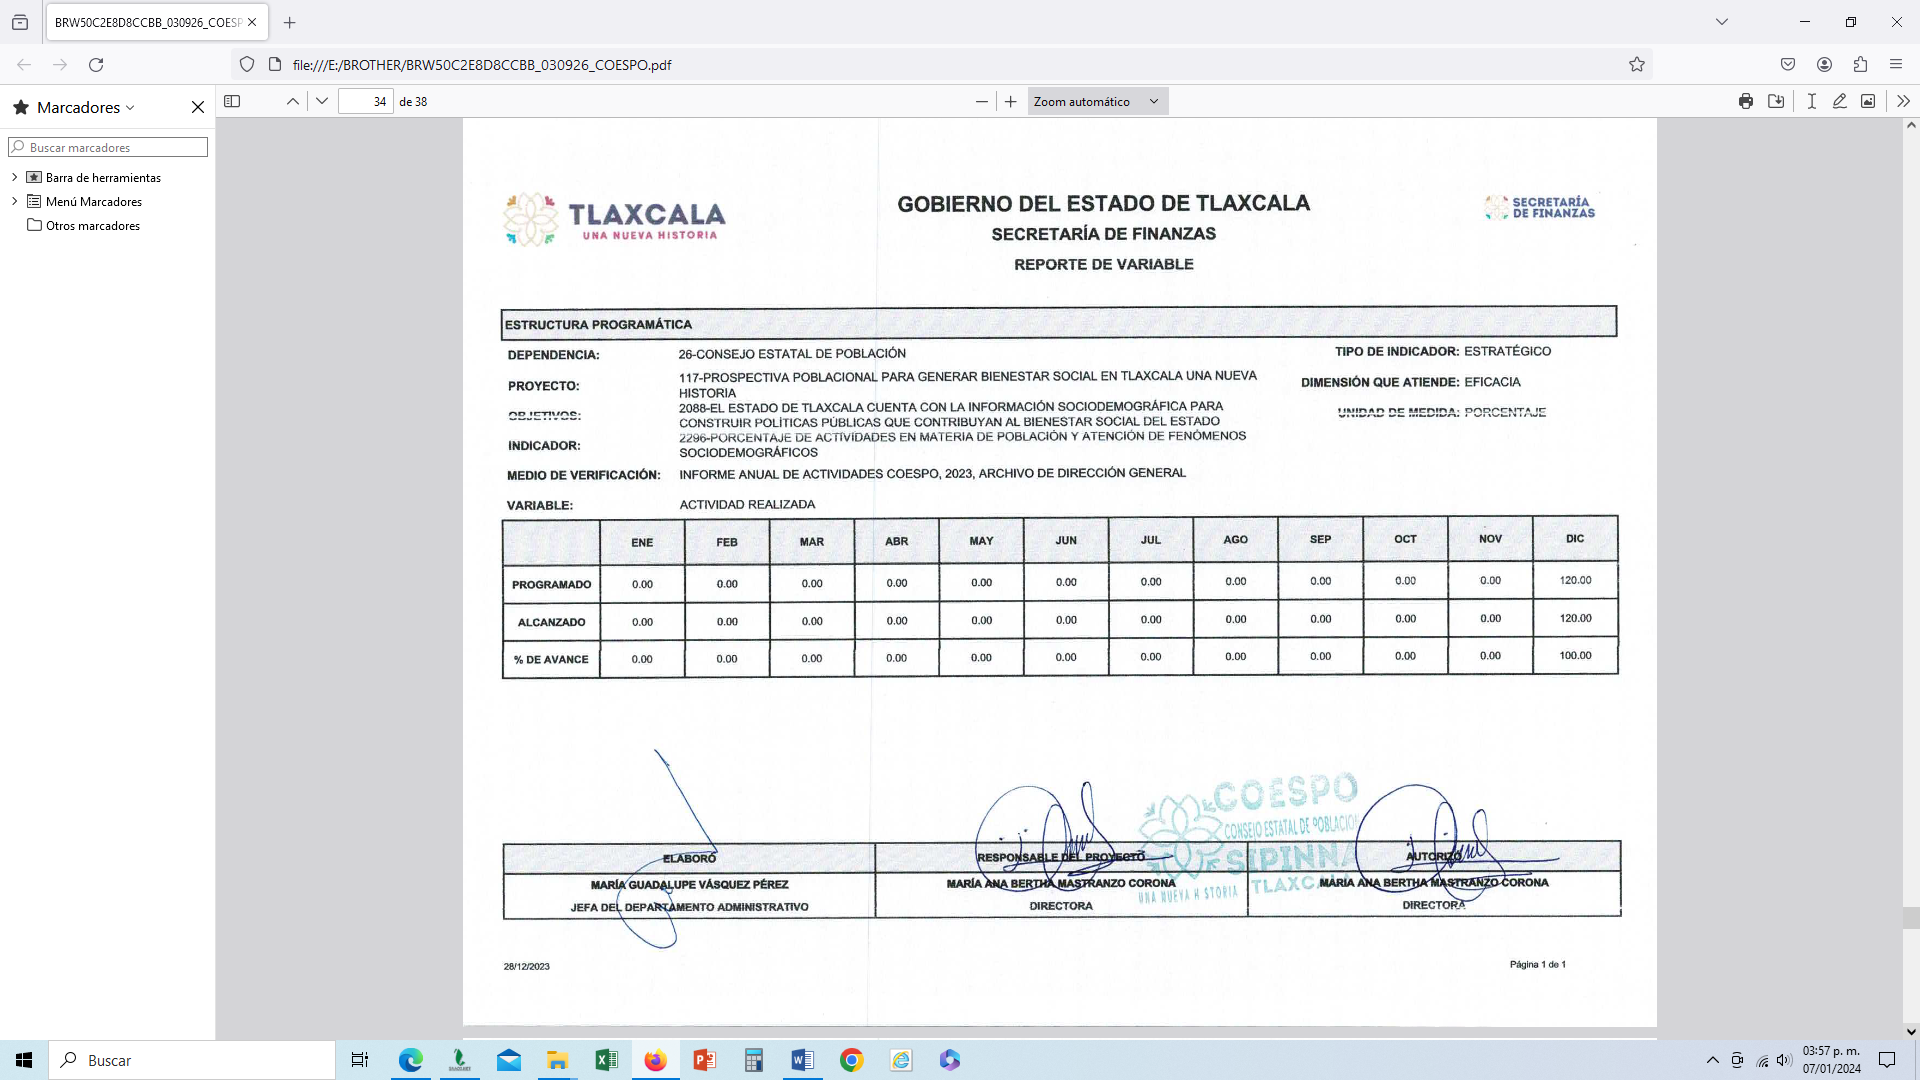 BRW50C2E8D8CCBB_030926_COESP
file:///E:/BROTHER/BRW50C2E8D8CCBB_030926_COESPO.pdf
Marcadores
34 de 38
Zoom automático
Buscar marcadores
Barra de herramientas
Menú Marcadores
Otros marcadores
TLAXCALA
UNA NUEVA HISTORIA
GOBIERNO DEL ESTADO DE TLAXCALA
SECRETARÍA DE FINANZAS
REPORTE DE VARIABLE
SECRETARÍA
DE FINANZAS
ESTRUCTURA PROGRAMÁTICA
DEPENDENCIA: 26-CONSEJO ESTATAL DE POBLACIÓN TIPO DE INDICADOR: ESTRATÉGICO
PROYECTO: 117-PROSPECTIVA POBLACIONAL PARA GENERAR BIENESTAR SOCIAL EN TLAXCALA UNA NUEVA
HISTORIA DIMENSIÓN QUE ATIENDE: EFICACIA
OBJETIVOS: 2088-EL ESTADO DE TLAXCALA CUENTA CON LA INFORMACIÓN SOCIODEMOGRÁFICA PARA
CONSTRUIR POLÍTICAS PÚBLICAS QUE CONTRIBUYAN AL BIENESTAR SOCIAL DEL ESTADO UNIDAD DE MEDIDA: PORCENTAJE
INDICADOR: 2296-PORCENTAJE DE ACTIVIDADES EN MATERIA DE POBLACIÓN Y ATENCIÓN DE FENÓMENOS
SOCIODEMOGRÁFICOS
MEDIO DE VERIFICACIÓN: INFORME ANUAL DE ACTIVIDADES COESPO, 2023, ARCHIVO DE DIRECCIÓN GENERAL
VARIABLE: ACTIVIDAD REALIZADA
ENE FEB MAR ABR MAY JUN JUL AGO SEP OCT NOV DIC
PROGRAMADO 0.00 0.00 0.00 0.00 0.00 0.00 0.00 0.00 0.00 0.00 0.00 120.00
ALCANZADO 0.00 0.00 0.00 0.00 0.00 0.00 0.00 0.00 0.00 0.00 0.00 120.00
% DE AVANCE 0.00 0.00 0.00 0.00 0.00 0.00 0.00 0.00 0.00 0.00 0.00 100.00
COESPO
CONSEJO ESTATAL DE POBLACION
SIPINNA
TLAXCALA
UNA NUEVA HISTORIA
ELABORÓ RESPONSABLE DEL PROYECTO AUTORIZÓ
MARÍA GUADALUPE VÁSQUEZ PÉREZ MARÍA ANA BERTHA MASTRANZO CORONA MARÍA ANA BERTHA MASTRANZO CORONA
JEFA DEL DEPARTAMENTO ADMINISTRATIVO DIRECTORA DIRECTORA
28/12/2023 Página 1 de 1
Buscar
03:57 p. m.
07/01/2024